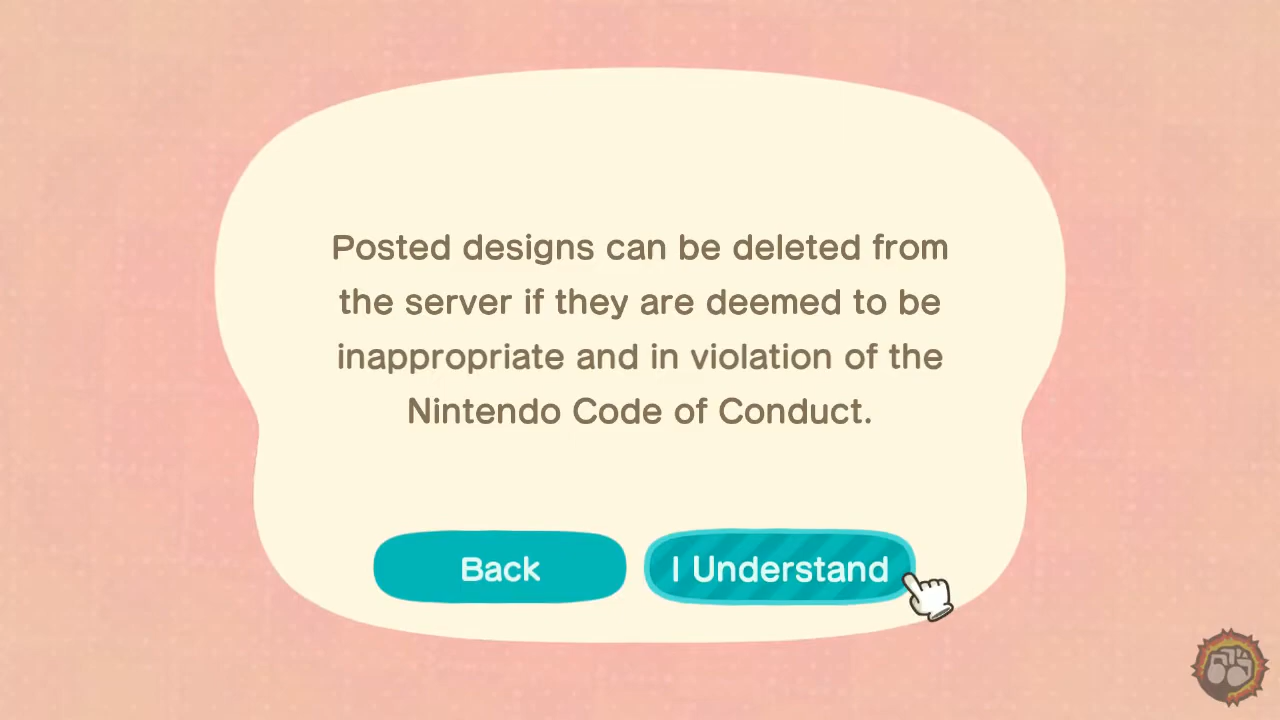 Posted designs can be deleted from
the server if they are deemed to be
inappropriate and in violation of the
Nintendo Code of Conduct.
Back
I Understand